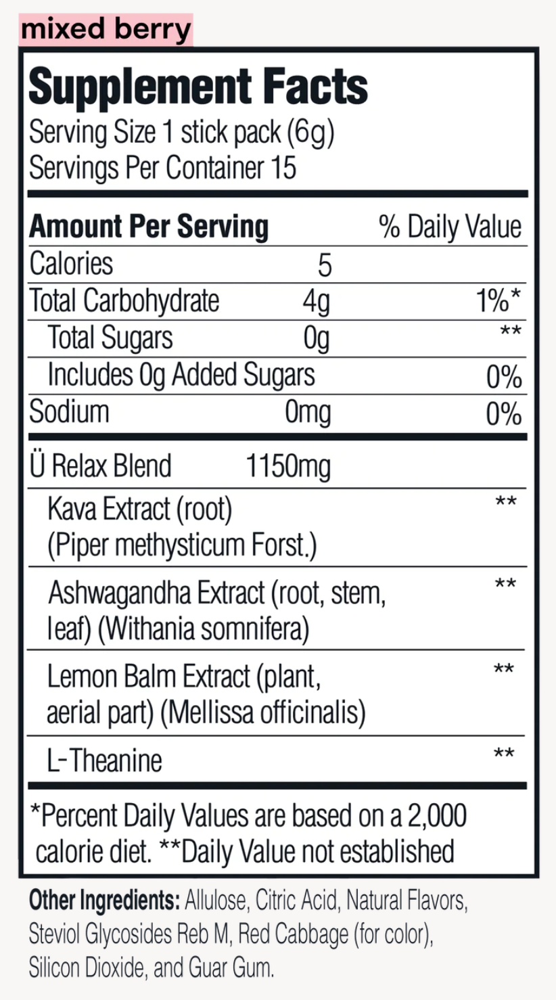 mixed berry
Supplement Facts
Serving Size 1 stick pack (6g)
Servings Per Container 15
Amount Per Serving % Daily Value
Calories 5
Total Carbohydrate 4g 1%*
Total Sugars 0g **
Includes 0g Added Sugars 0%
Sodium 0mg 0%
Ü Relax Blend 1150mg
Kava Extract (root) **
(Piper methysticum Forst.)
Ashwagandha Extract (root, stem, **
leaf) (Withania somnifera)
Lemon Balm Extract (plant, **
aerial part) (Mellissa officinalis)
L-Theanine **
*Percent Daily Values are based on a 2,000
calorie diet. **Daily Value not established
Other Ingredients: Allulose, Citric Acid, Natural Flavors,
Steviol Glycosides Reb M, Red Cabbage (for color),
Silicon Dioxide, and Guar Gum.